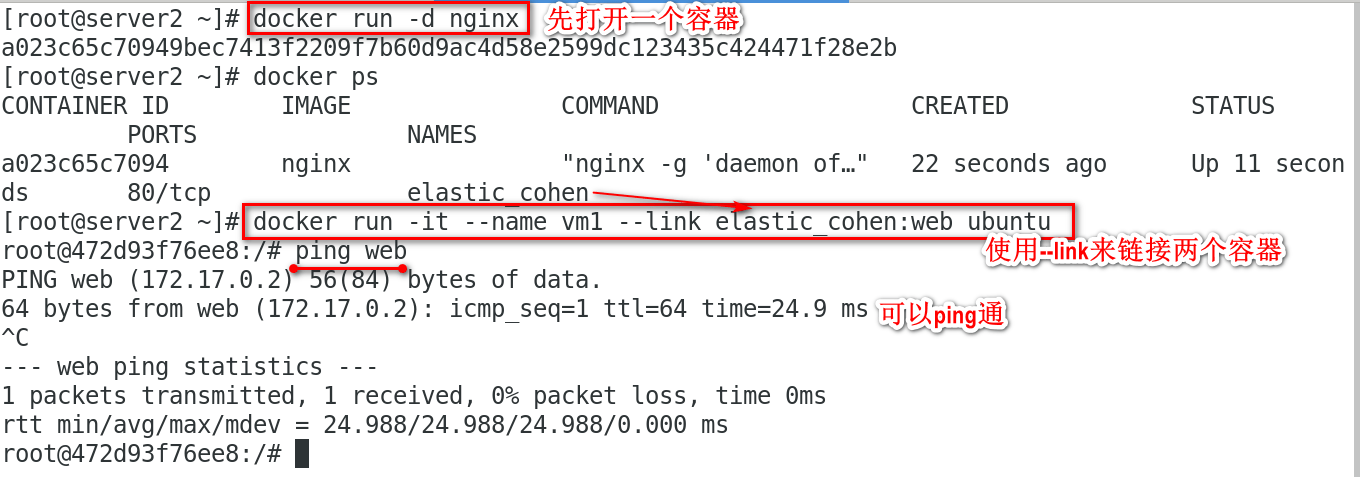 [root@server2 ~]# docker run -d nginx 先打开一个容器
a023c65c70949bec7413f2209f7b60d9ac4d58e2599dc123435c424471f28e2b
[root@server2 ~]# docker ps
CONTAINER ID        IMAGE               COMMAND                  CREATED             STATUS
         PORTS               NAMES
a023c65c7094        nginx               "nginx -g 'daemon of…"   22 seconds ago      Up 11 secon
ds       80/tcp              elastic_cohen
[root@server2 ~]# docker run -it --name vm1 --link elastic_cohen:web ubuntu
root@472d93f76ee8:/# ping web
使用--link来链接两个容器
PING web (172.17.0.2) 56(84) bytes of data.
64 bytes from web (172.17.0.2): icmp_seq=1 ttl=64 time=24.9 ms 可以ping通
^C
--- web ping statistics ---
1 packets transmitted, 1 received, 0% packet loss, time 0ms
rtt min/avg/max/mdev = 24.988/24.988/24.988/0.000 ms
root@472d93f76ee8:/#